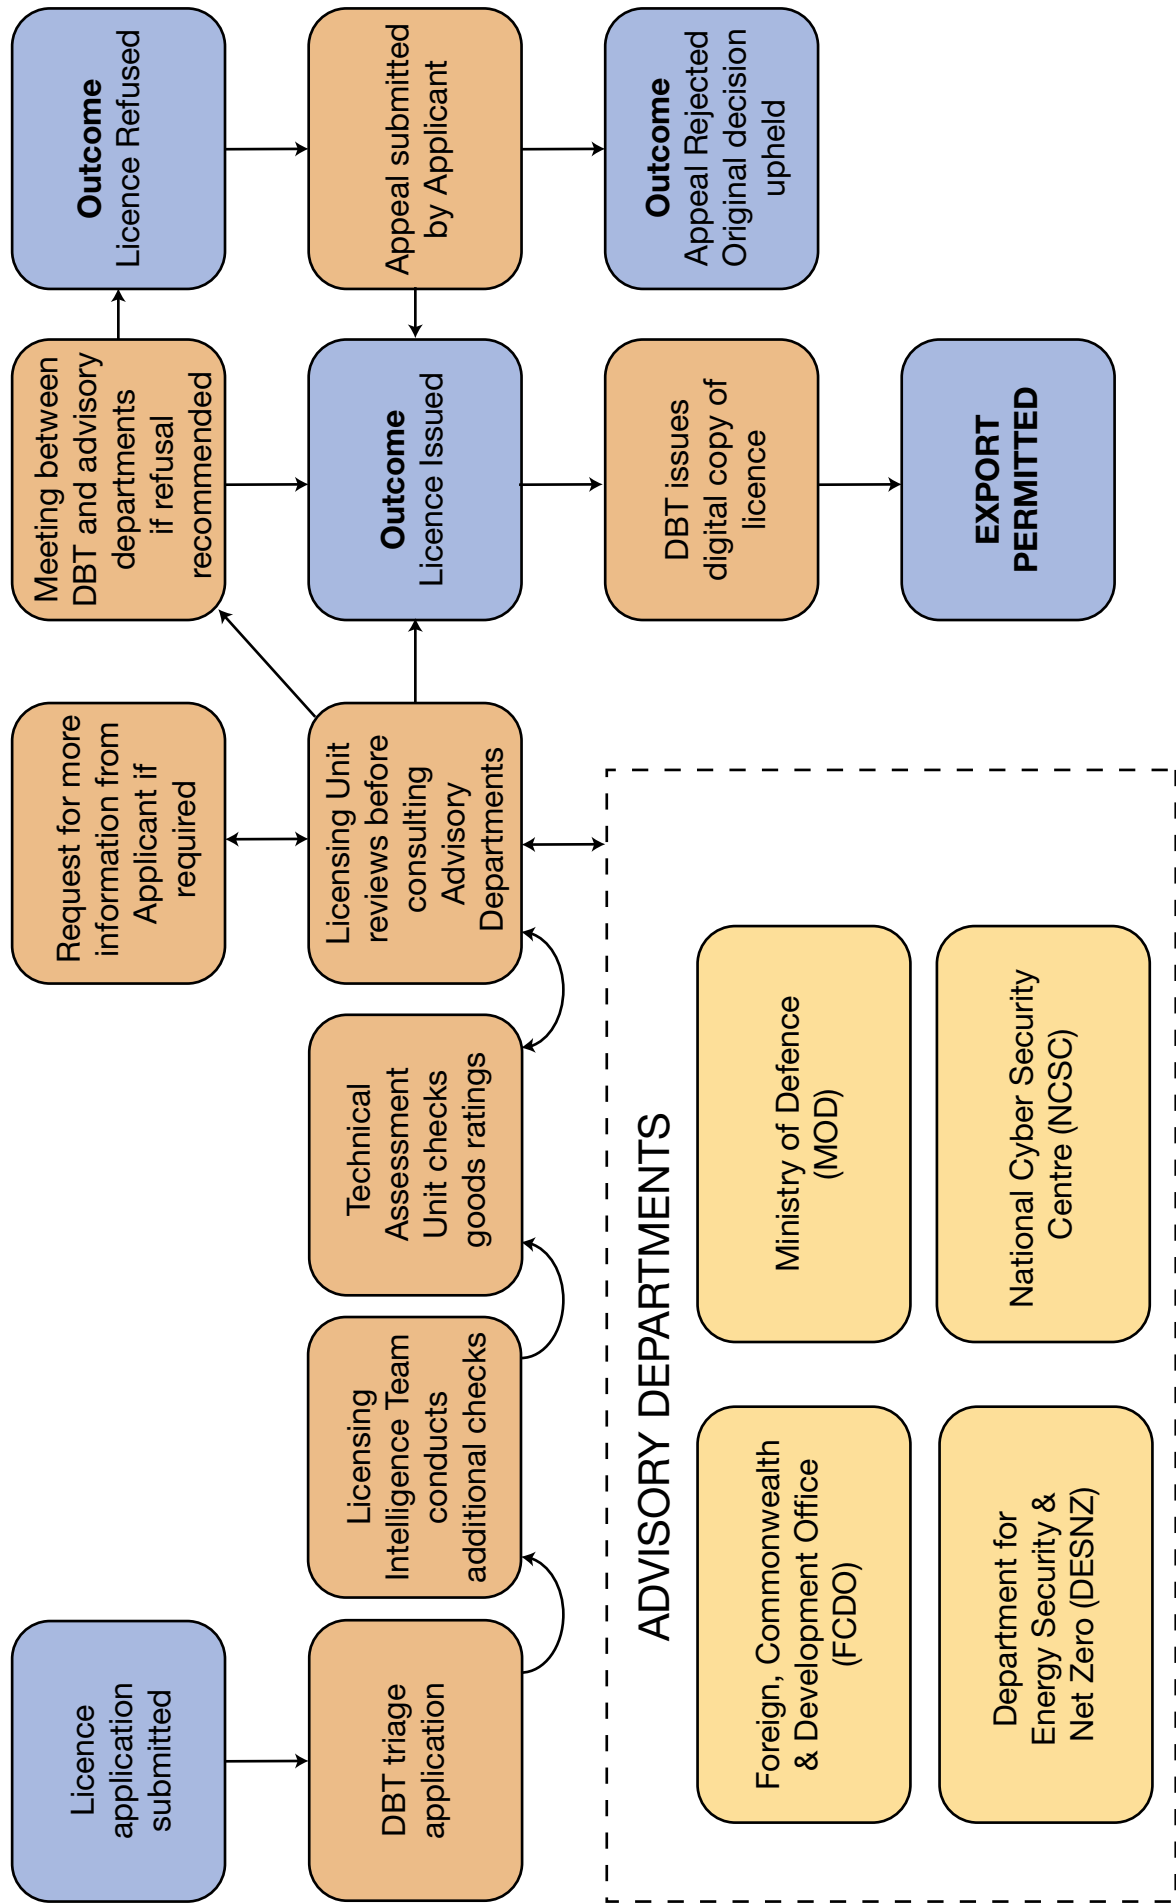 Licence
application
submitted
DBT triage
application
Licensing
Intelligence Team
conducts
additional checks
Technical
Assessment
Unit checks
goods ratings
Licensing Unit
reviews before
consulting
Advisory
Departments
Request for more
information from
Applicant if
required
Meeting between
DBT and advisory
departments
if refusal
recommended
Outcome
Licence Refused
Outcome
Licence Issued
Appeal submitted
by Applicant
DBT issues
digital copy of
licence
Outcome
Appeal Rejected
Original decision
upheld
EXPORT
PERMITTED
ADVISORY DEPARTMENTS
Foreign, Commonwealth
& Development Office
(FCDO)
Ministry of Defence
(MOD)
Department for
Energy Security &
Net Zero (DESNZ)
National Cyber Security
Centre (NCSC)